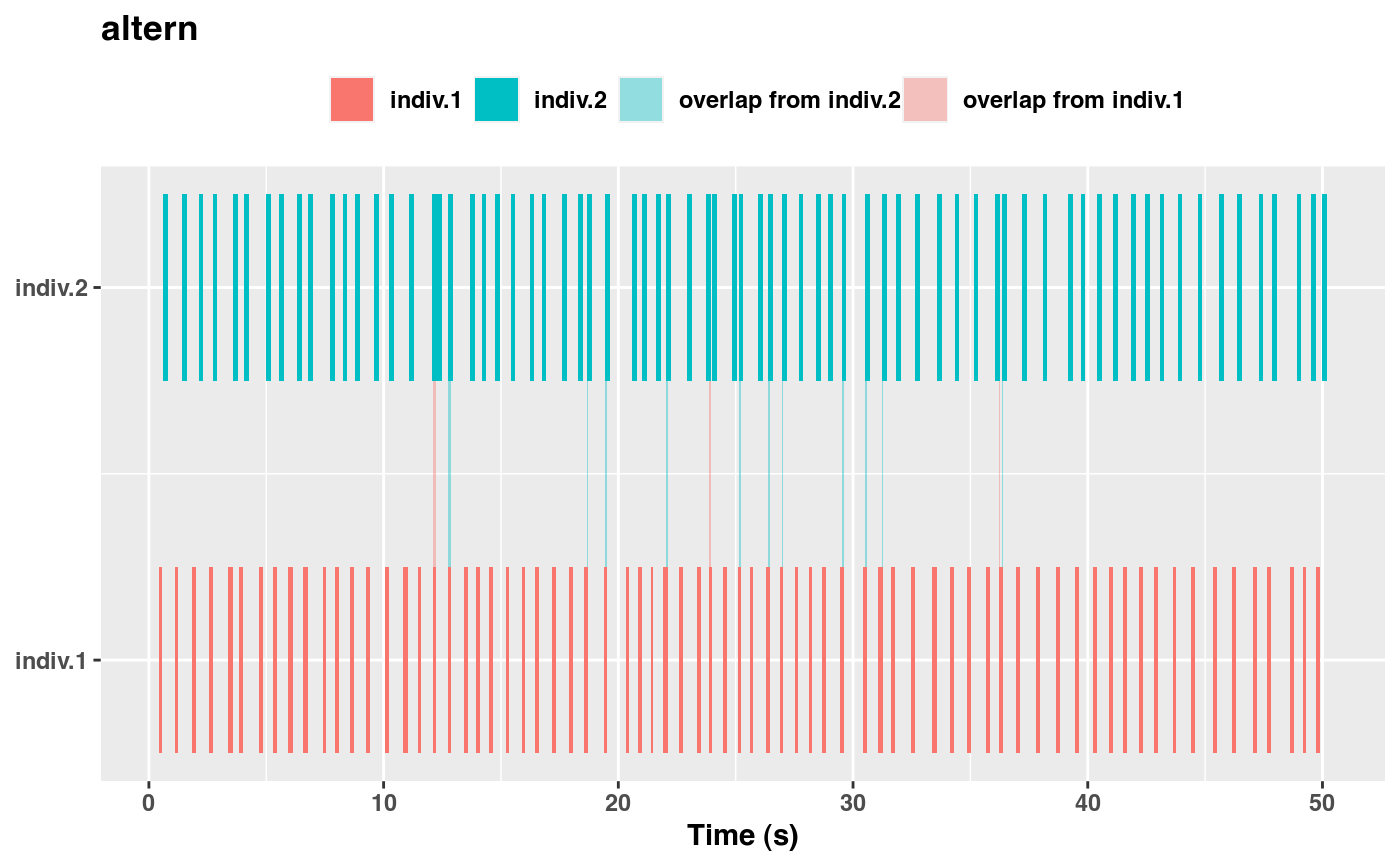 altern
indiv.1 indiv.2 overlap from indiv.2 overlap from indiv.1
indiv.2
indiv.1
0 10 20 30 40 50
Time (s)